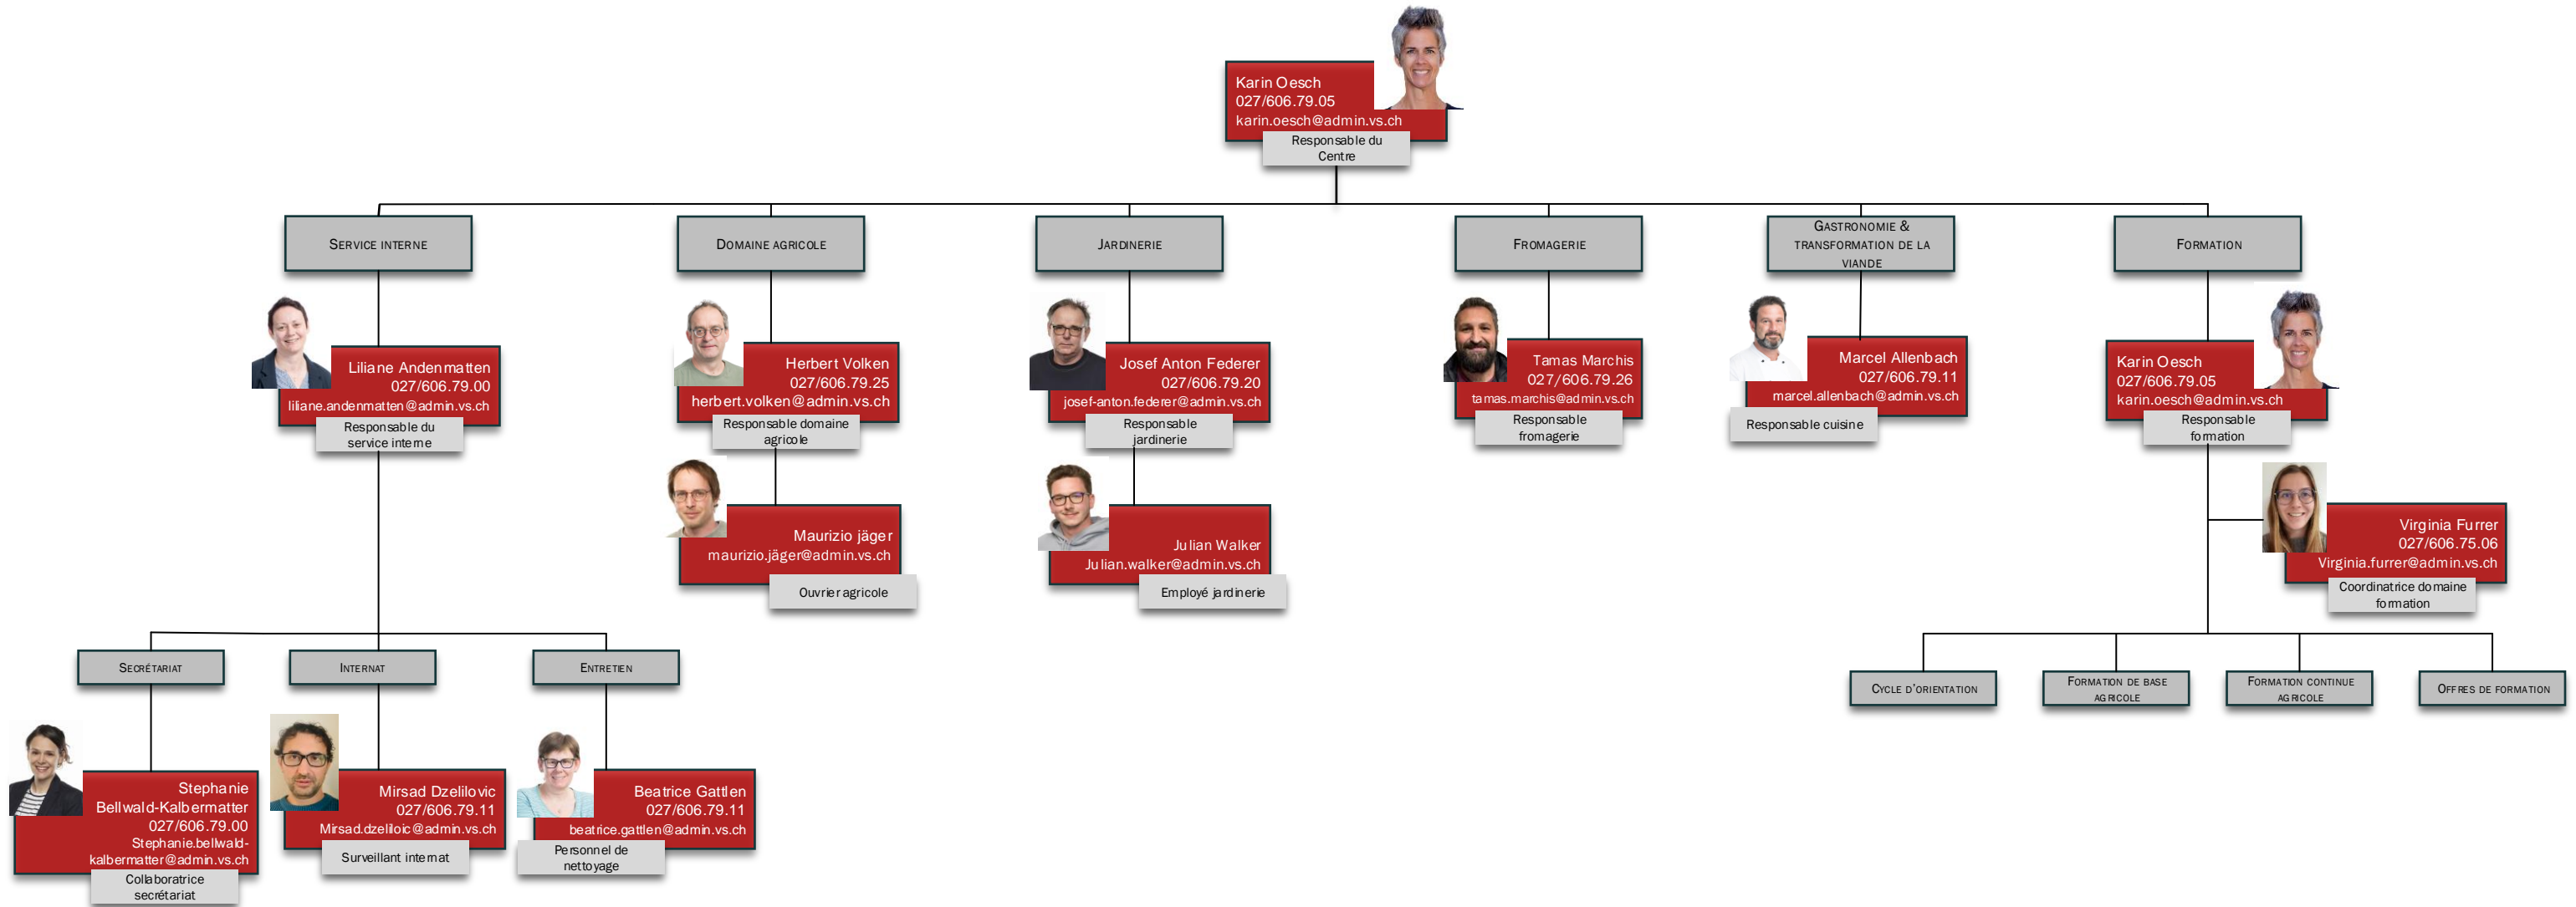 Karin Oesch
027/606.79.05
karin.oesch@admin.vs.ch
Responsable du
Centre
SERVICE INTERNE
DOMAINE AGRICOLE
JARDINERIE
FROMAGERIE
GASTRONOMIE &
TRANSFORMATION DE LA
VIANDE
FORMATION
Liliane Andenmatten
027/606.79.00
liliane.andenmatten@admin.vs.ch
Responsable du
service interne
Herbert Volken
027/606.79.25
herbert.volken@admin.vs.ch
Responsable domaine
agricole
Josef Anton Federer
027/606.79.20
josef-anton.federer@admin.vs.ch
Responsable
jardinerie
Tamas Marchis
027/606.79.26
tamas.marchis@admin.vs.ch
Responsable
fromagerie
Marcel Allenbach
027/606.79.11
marcel.allenbach@admin.vs.ch
Responsable cuisine
Karin Oesch
027/606.79.05
karin.oesch@admin.vs.ch
Responsable
formation
Maurizio jäger
maurizio.jäger@admin.vs.ch
Ouvrier agricole
Julian Walker
Julian.walker@admin.vs.ch
Employé jardinerie
Virginia Furrer
027/606.75.06
Virginia.furrer@admin.vs.ch
Coordinatrice domaine
formation
SECRÉTARIAT
INTERNAT
ENTRETIEN
CYCLE D'ORIENTATION
FORMATION DE BASE
AGRICOLE
FORMATION CONTINUE
AGRICOLE
OFFRES DE FORMATION
Stephanie
Bellwald-Kalbermatter
027/606.79.00
Stephanie.bellwald-
kalbermatter@admin.vs.ch
Collaboratrice
secrétariat
Mirsad Dzelilovic
027/606.79.11
Mirsad.dzeliloic@admin.vs.ch
Surveillant internat
Beatrice Gattlen
027/606.79.11
beatrice.gattlen@admin.vs.ch
Personnel de
nettoyage